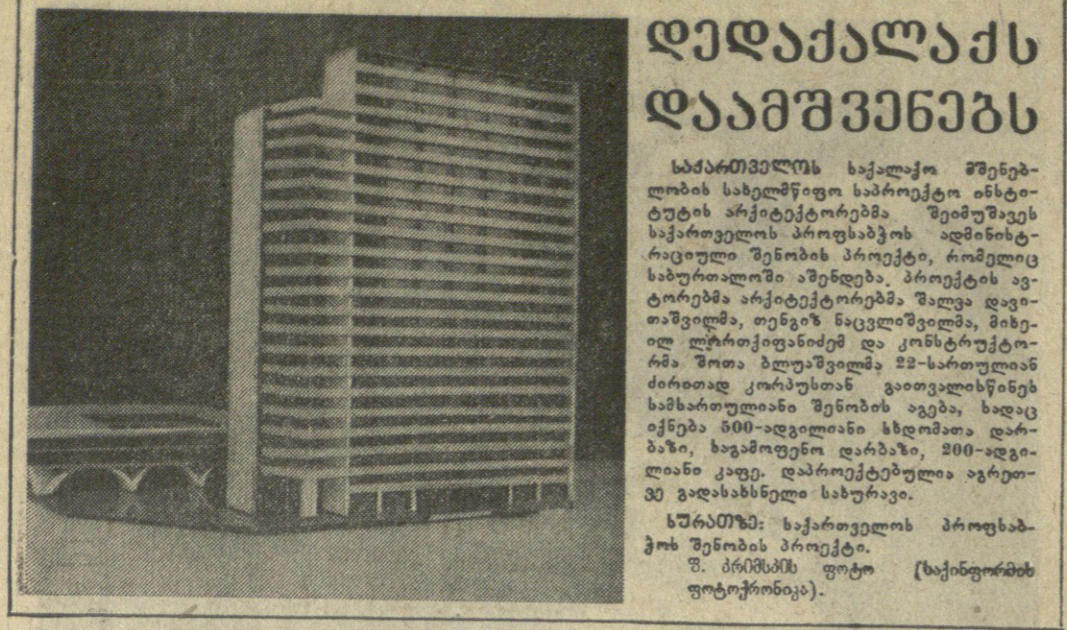 დედაქალაქს
დაამშვენებს
საქართველოს საქალაქო მშენებ-
ლობის სახელმწიფო საპროექტო ინსტი-
ტუტის არქიტექტორებმა შეიმუშავეს
საქართველოს პროფსაბჭოს ადმინისტ-
რაციული შენობის პროექტი, რომელიც
საბურთალოში აშენდება. პროექტის ავ-
ტორებმა არქიტექტორებმა შალვა დავი-
თაშვილმა, თენგიზ ნაცვლიშვილმა, მიხე-
ილ ლორთქიფანიძემ და კონსტრუქტო-
რმა შოთა ბლუაშვილმა 22-სართულიან
ძირითად კორპუსთან გაითვალისწინეს
სამსართულიანი შენობის აგება, სადაც
იქნება 500-ადგილიანი სხდომათა დარ-
ბაზი, საგამოფენო დარბაზი, 200-ადგი-
ლიანი კაფე. დაპროექტებულია აგრეთ-
ვე გადასახსნელი სახურავი.
სურათზე: საქართველოს პროფსაბ-
ჭოს შენობის პროექტი.
ფ. კრიმსკის ფოტო (საქინფორმის
ფოტოქრონიკა).